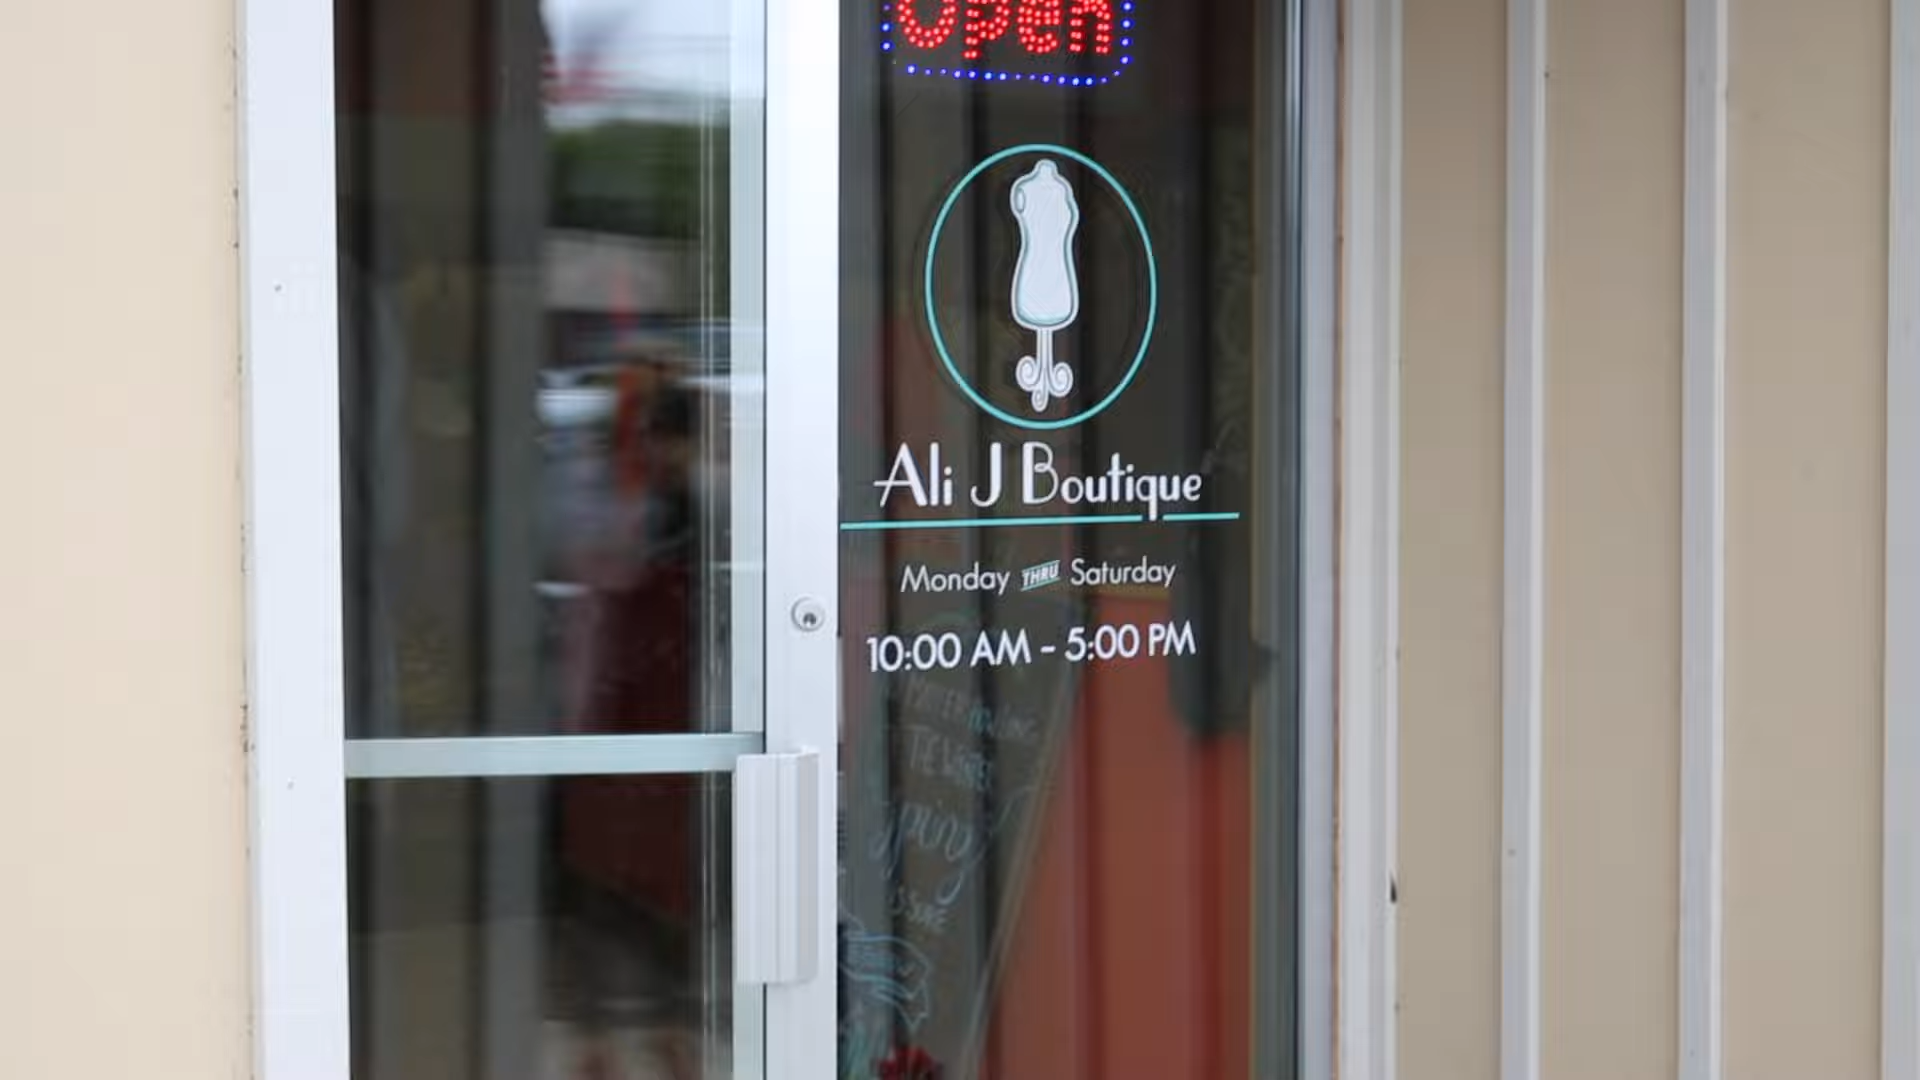 Open
Ali J Boutique
Monday THRU Saturday
10:00 AM - 5:00 PM